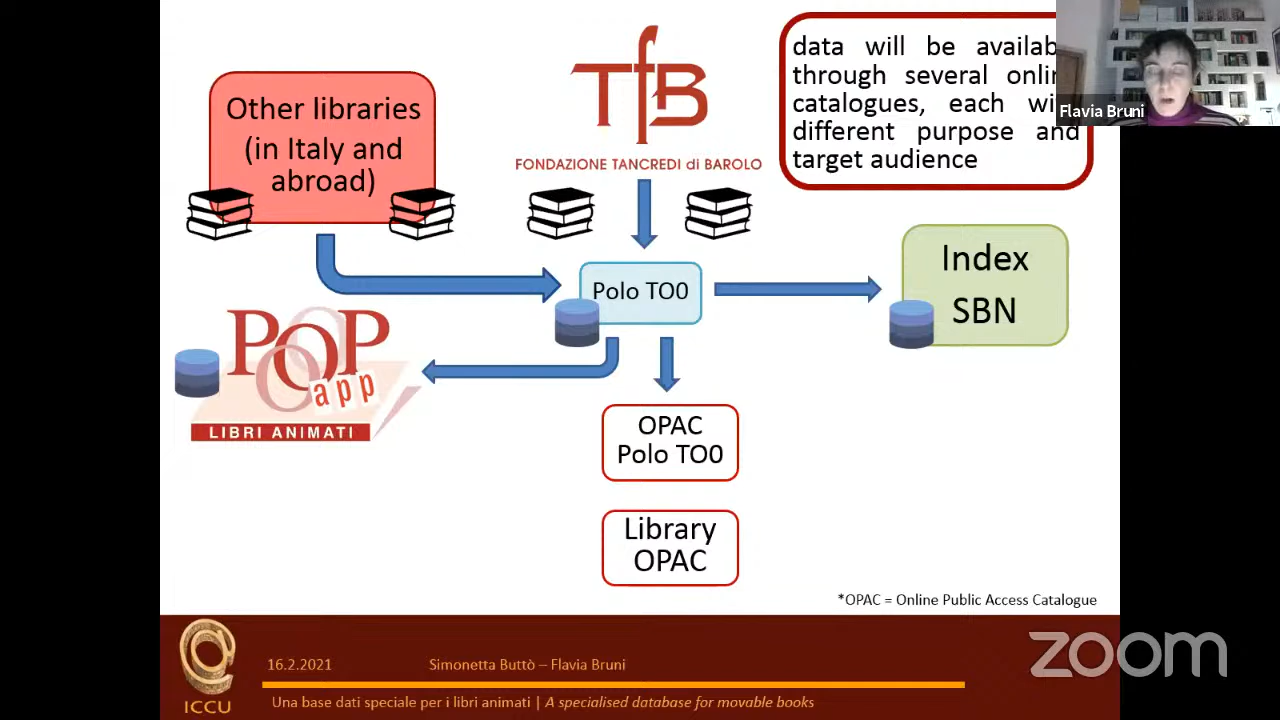 Other libraries
(in Italy and
abroad)
TfB
FONDAZIONE TANCREDI di BAROLO
data will be
through several
catalogues, each
different purpose and
target audience
Flavia Bruni
Polo TO0
Index
SBN
POP
app
LIBRI ANIMATI
OPAC
Polo TO0
Library
OPAC
*OPAC = Online Public Access Catalogue
ICCU
16.2.2021
Simonetta Buttò – Flavia Bruni
Una base dati speciale per i libri animati | A specialised database for movable books
zoom